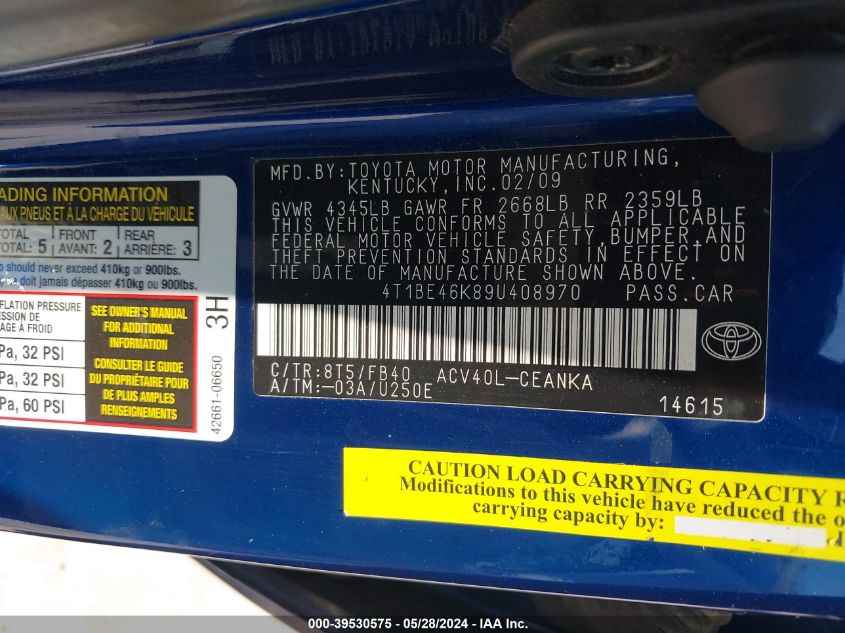 MFD.BY:TOYOTA MOTOR MANUFACTURING,
KENTUCKY,INC.02/09
GVWR 4345LB GAWR FR 2668LB RR 2359LB
THIS VEHICLE CONFORMS TO ALL APPLICABLE
FEDERAL MOTOR VEHICLE SAFETY,BUMPER,AND
THEFT PREVENTION STANDARDS IN EFFECT ON
THE DATE OF MANUFACTURE SHOWN ABOVE.
4T1BE46K89U408970 PASS.CAR
C/TR:8T5/FB40 ACV40L-CEANKA
A/TM:-03A/U250E
14615
ADING INFORMATION
AUX PNEUS ET À LA CHARGE DU VÉHICULE
TOTAL FRONT REAR
TOTAL: 5 AVANT: 2 ARRIÈRE: 3
should never exceed 410kg or 900lbs.
doit jamais dépasser 410kg or 900lbs.
FLATION PRESSURE
ESSION DE
AGE À FROID
Pa, 32 PSI
Pa, 32 PSI
Pa, 60 PSI
SEE OWNER'S MANUAL
FOR ADDITIONAL
INFORMATION
CONSULTER LE GUIDE
DU PROPRIÉTAIRE POUR
DE PLUS AMPLES
RENSEIGNEMENTS
3H
42661-06650
CAUTION LOAD CARRYING CAPACITY R
Modifications to this vehicle have reduced the o
carrying capacity by:
000-39530575 / 05/28/2024 / IAA Holdings, LLC.